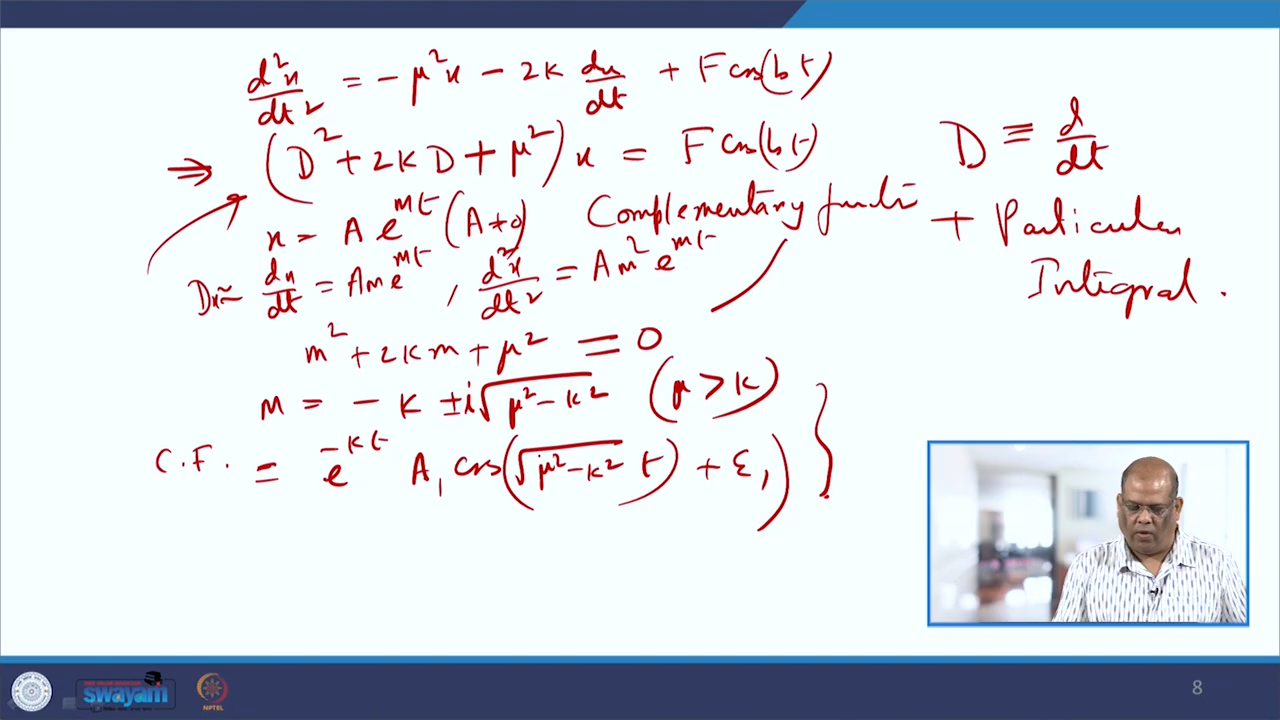 d²x/dt² = -μ²x - 2K dx/dt + F cos(bt)
⇒ (D² + 2KD + μ²) x = F cos(bt)
D ≡ d/dt
x = A e^{mt} (A≠0) Complementary functi + Particular Integral.
Dx = dx/dt = Am e^{mt}, d²x/dt² = Am² e^{mt}
m² + 2Km + μ² = 0
m = -K ± i√(μ²-K²) (μ > K)
C.F. = e^{-Kt} A₁ cos(√(μ²-K²) t) + ε₁) }
swayam
NPTEL
8